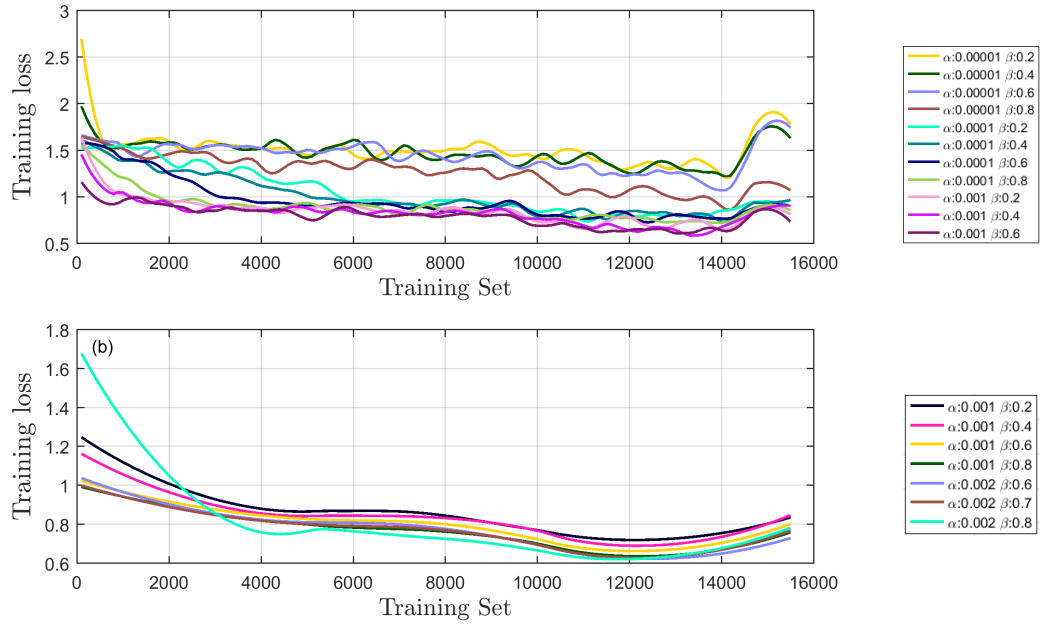 3
2.5
2
1.5
1
0.5
Training loss
0 2000 4000 6000 8000 10000 12000 14000 16000
Training Set
α:0.00001 β:0.2
α:0.00001 β:0.4
α:0.00001 β:0.6
α:0.00001 β:0.8
α:0.0001 β:0.2
α:0.0001 β:0.4
α:0.0001 β:0.6
α:0.0001 β:0.8
α:0.001 β:0.2
α:0.001 β:0.4
α:0.001 β:0.6
(b)
1.8
1.6
1.4
1.2
1
0.8
0.6
Training loss
0 2000 4000 6000 8000 10000 12000 14000 16000
Training Set
α:0.001 β:0.2
α:0.001 β:0.4
α:0.001 β:0.6
α:0.001 β:0.8
α:0.002 β:0.6
α:0.002 β:0.7
α:0.002 β:0.8